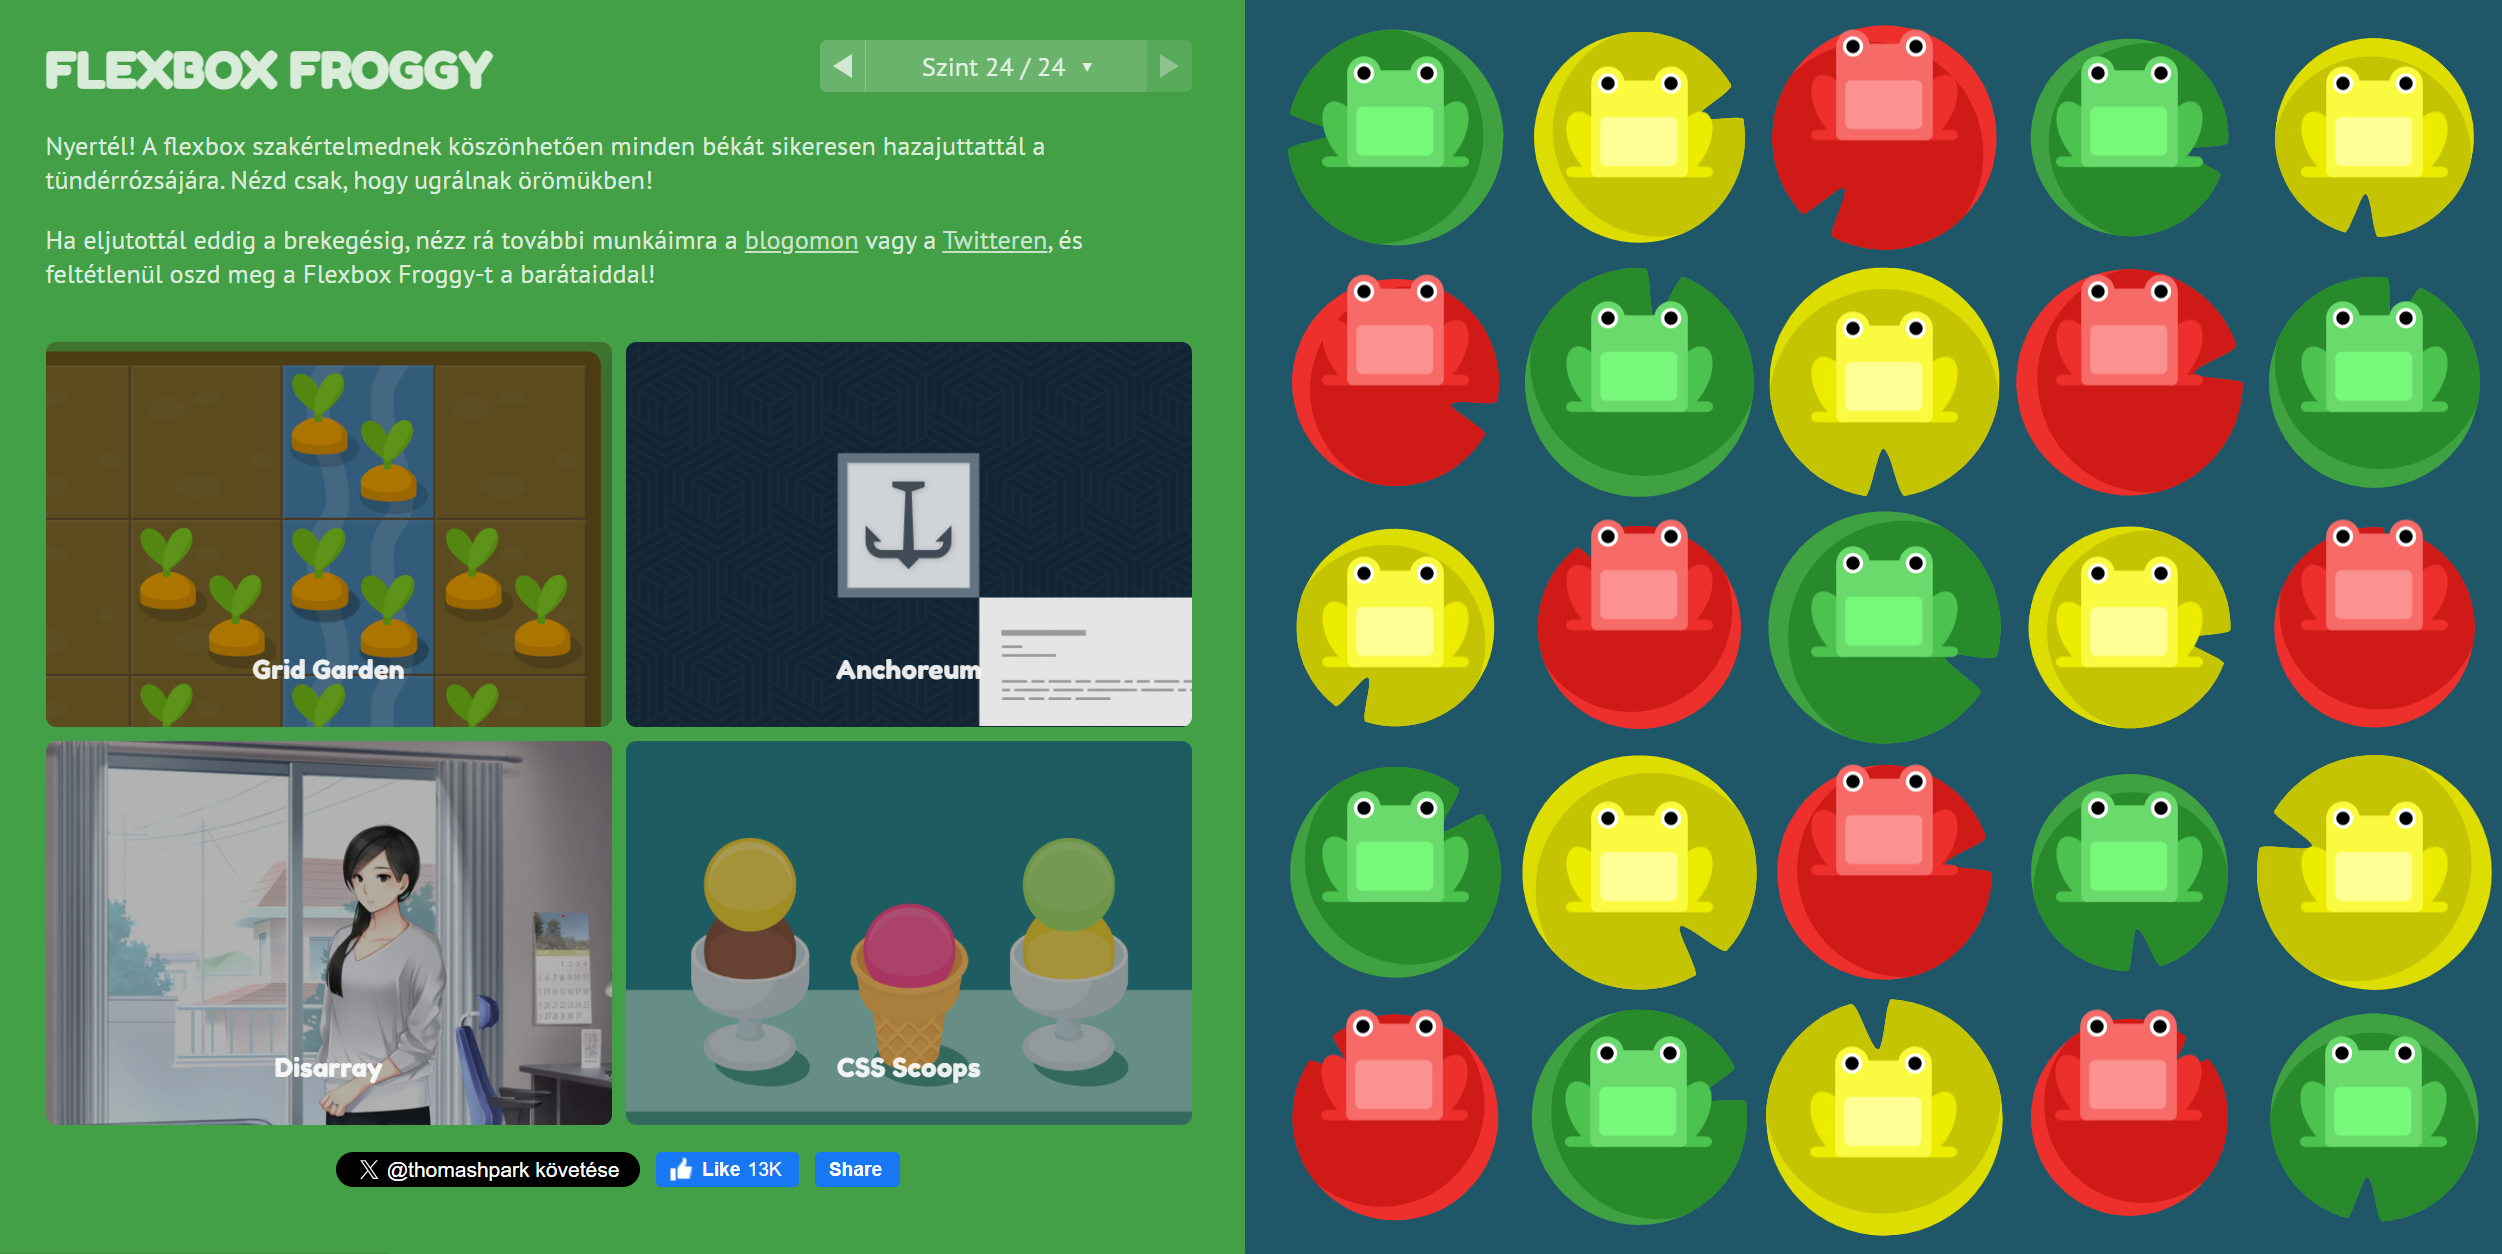 FLEXBOX FROGGY
Szint 24 / 24
Nyertél! A flexbox szakértelmednek köszönhetően minden békát sikeresen hazajuttattál a
tündérrózsájára. Nézd csak, hogy ugrálnak örömükben!
Ha eljutottál eddig a brekegésig, nézz rá további munkáimra a blogomon vagy a Twitteren, és
feltétlenül oszd meg a Flexbox Froggy-t a barátaiddal!
Grid Garden
Anchoreum
Disarray
CSS Scoops
@thomashpark követése
Like 13K
Share